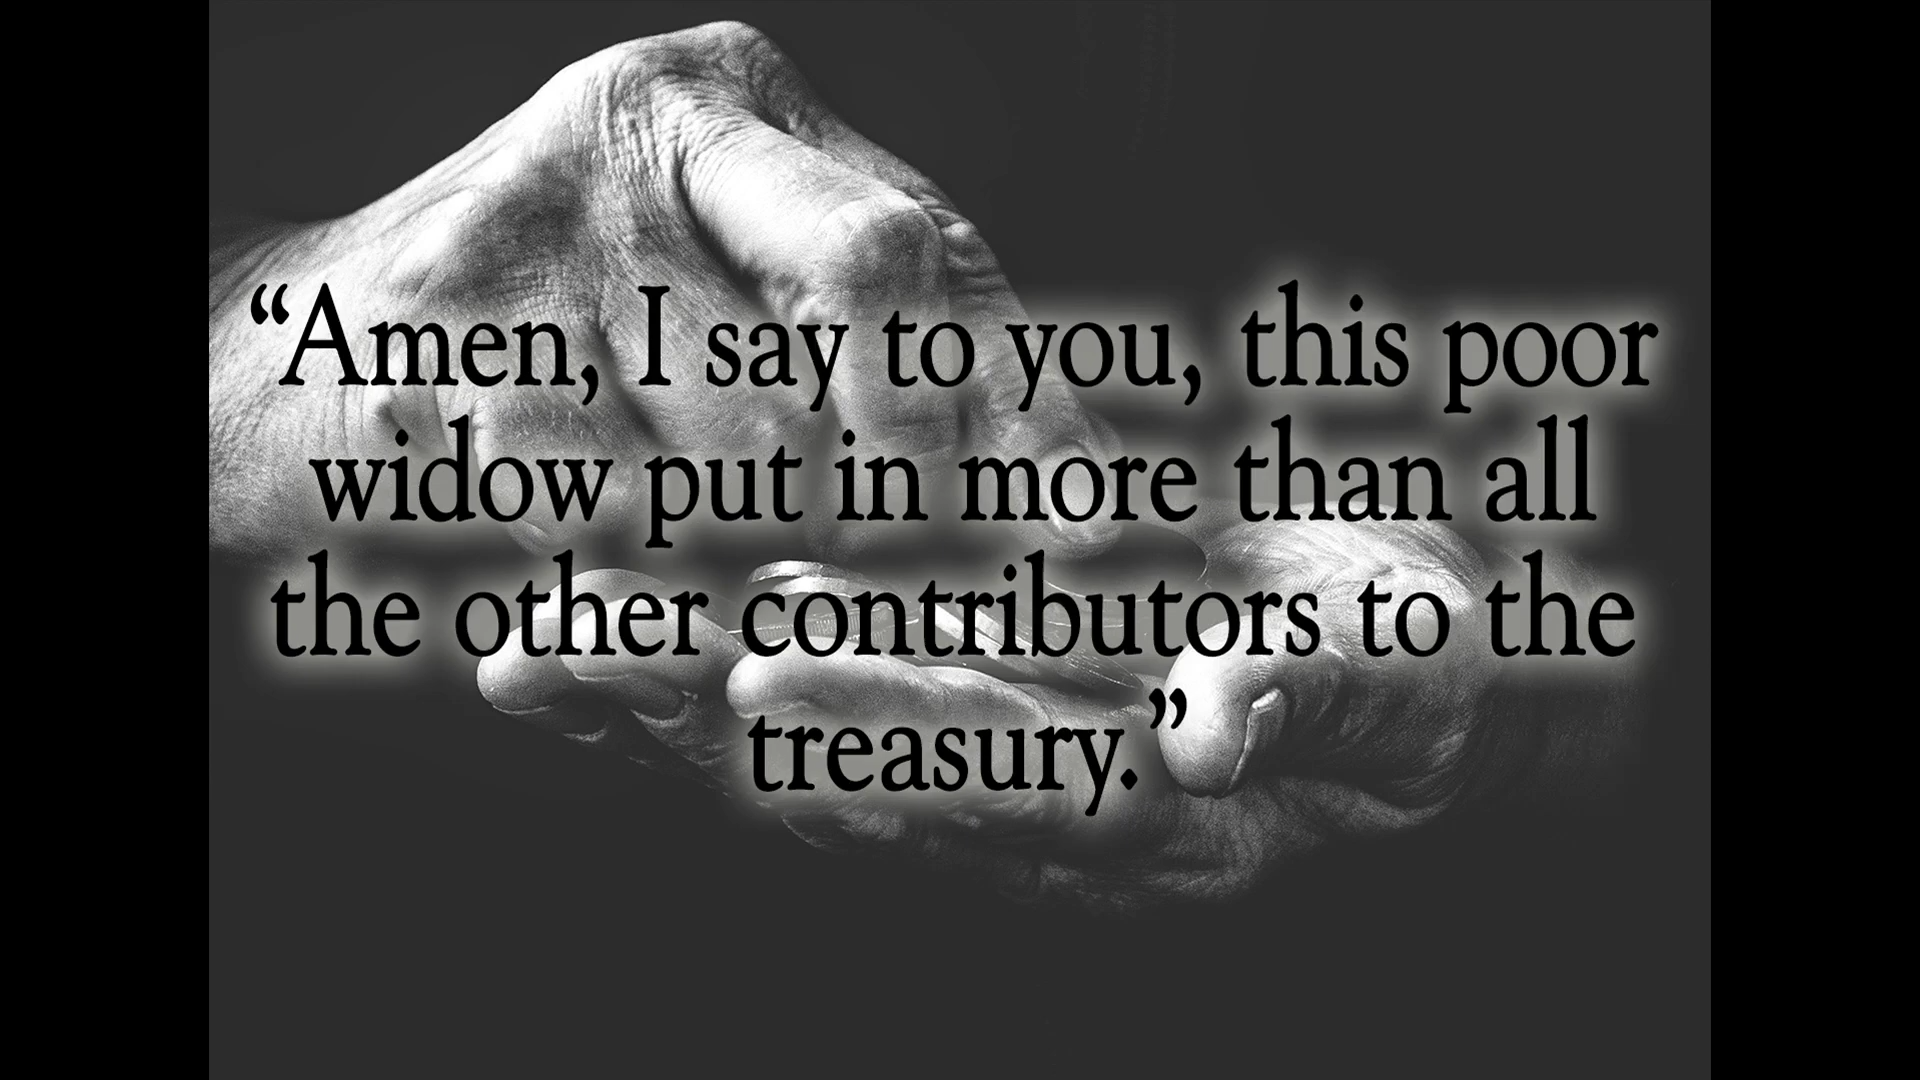 “Amen, I say to you, this poor
widow put in more than all
the other contributors to the
treasury.”